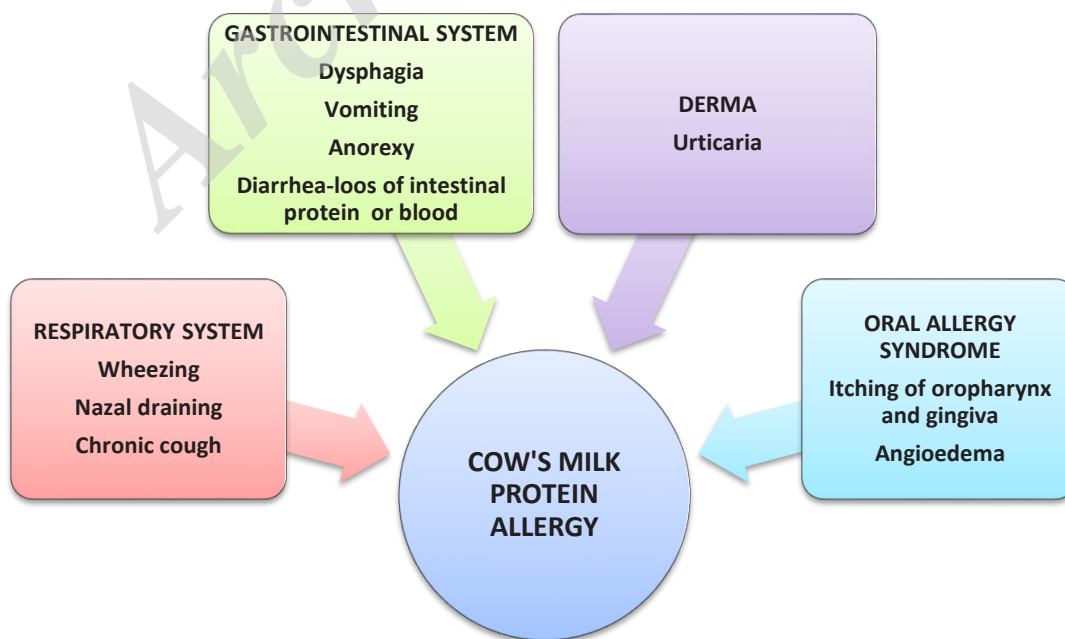 GASTROINTESTINAL SYSTEM
Dysphagia
Vomiting
Anorexy
Diarrhea-loos of intestinal
protein or blood
DERMA
Urticaria
RESPIRATORY SYSTEM
Wheezing
Nazal draining
Chronic cough
ORAL ALLERGY
SYNDROME
Itching of oropharynx
and gingiva
Angioedema
COW'S MILK
PROTEIN
ALLERGY